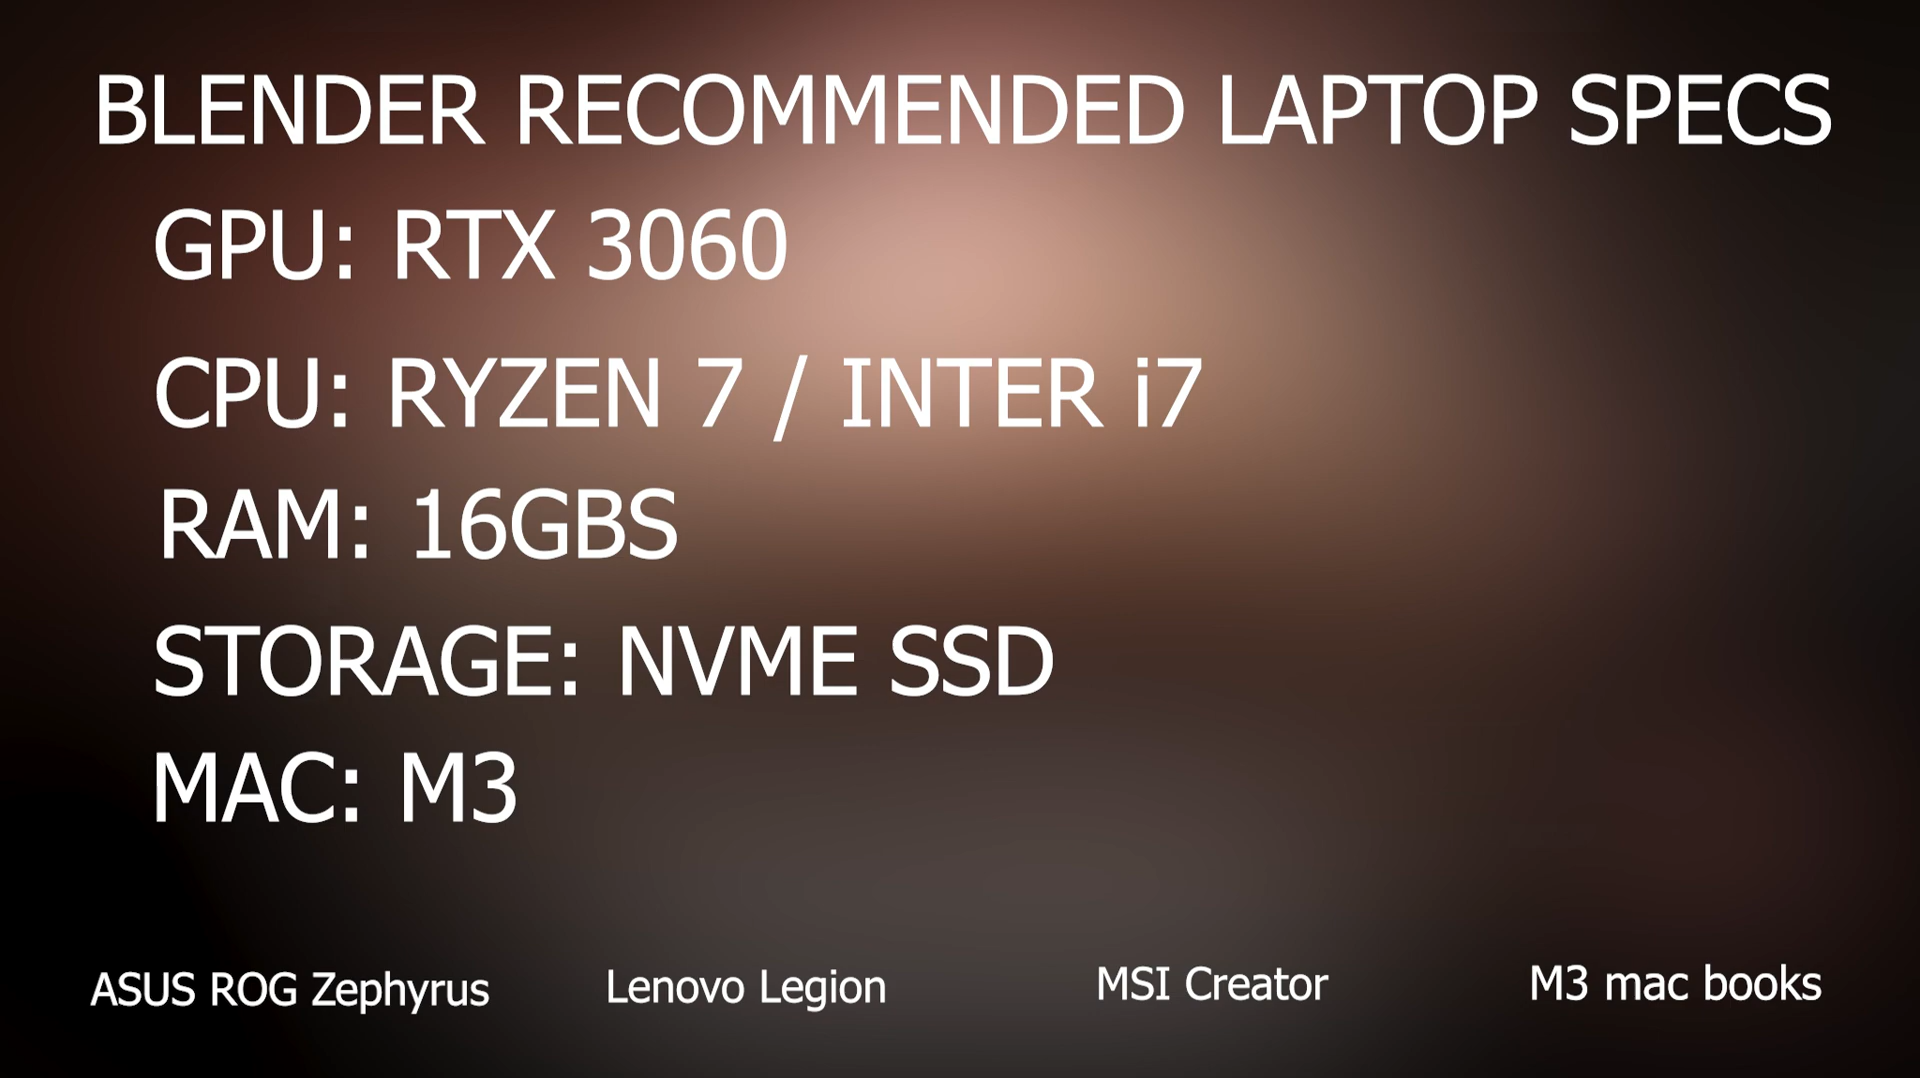 BLENDER RECOMMENDED LAPTOP SPECS
GPU: RTX 3060
CPU: RYZEN 7 / INTER i7
RAM: 16GBS
STORAGE: NVME SSD
MAC: M3
ASUS ROG Zephyrus
Lenovo Legion
MSI Creator
M3 mac books